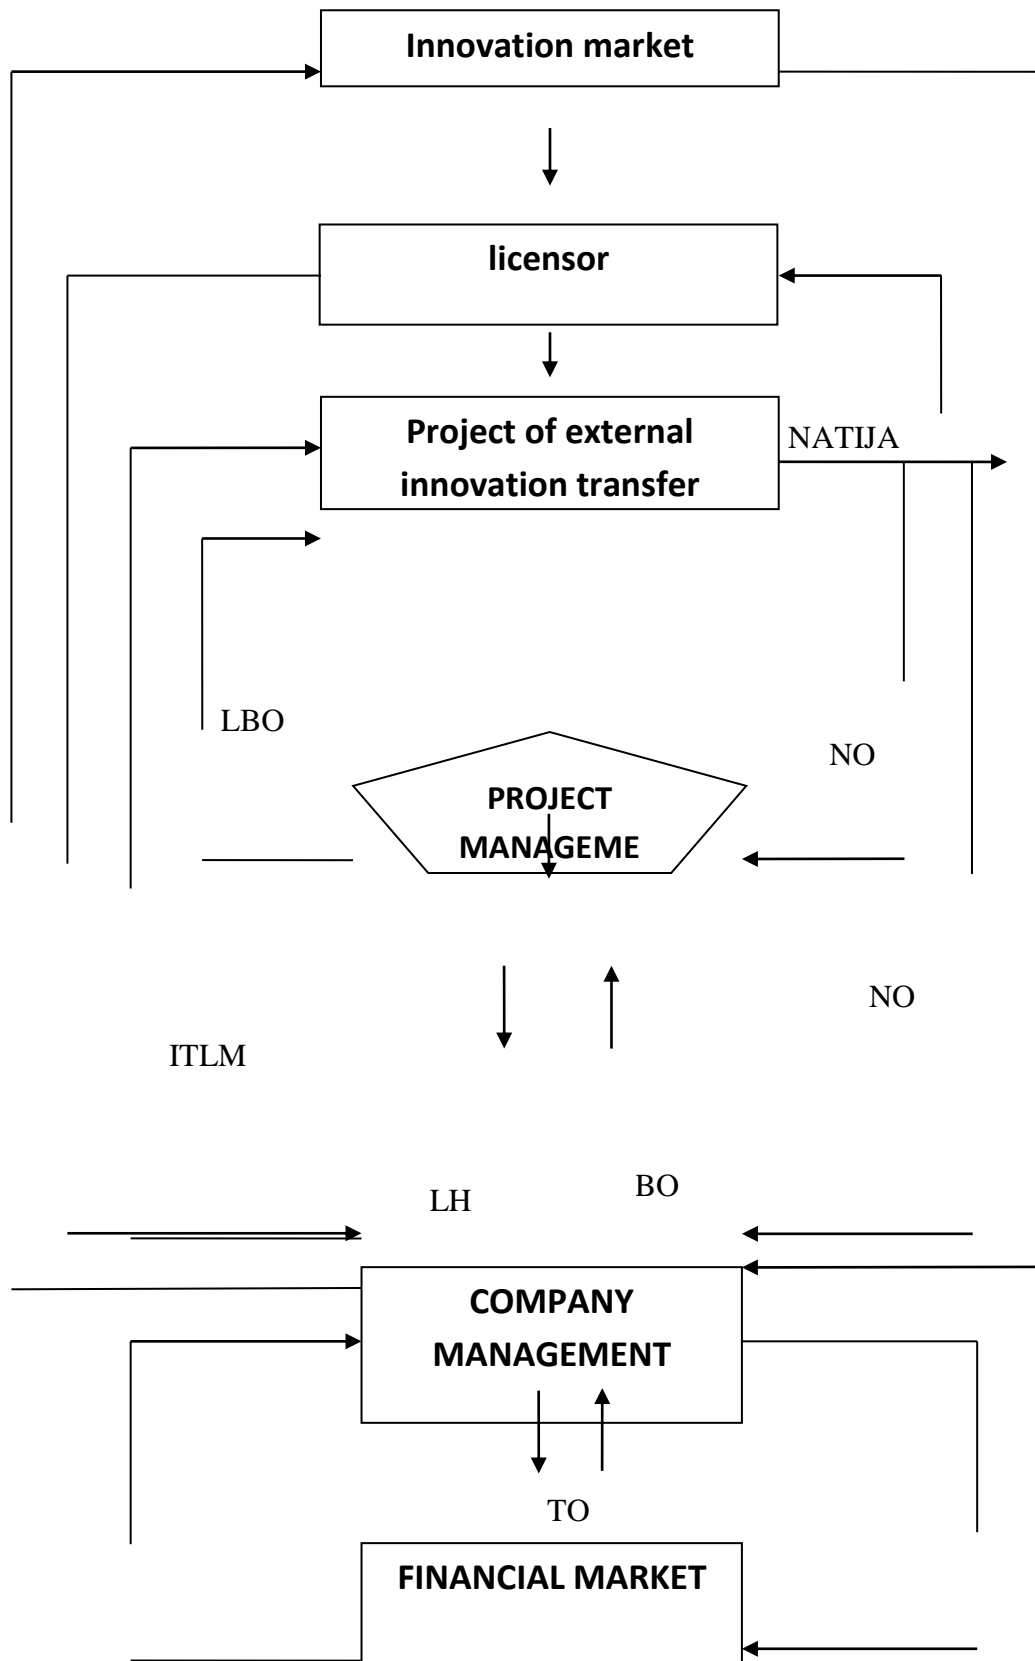 Innovation market
licensor
Project of external
innovation transfer
NATIJA
LBO
NO
PROJECT
MANAGEME
NO
ITLM
LH
BO
COMPANY
MANAGEMENT
TO
FINANCIAL MARKET